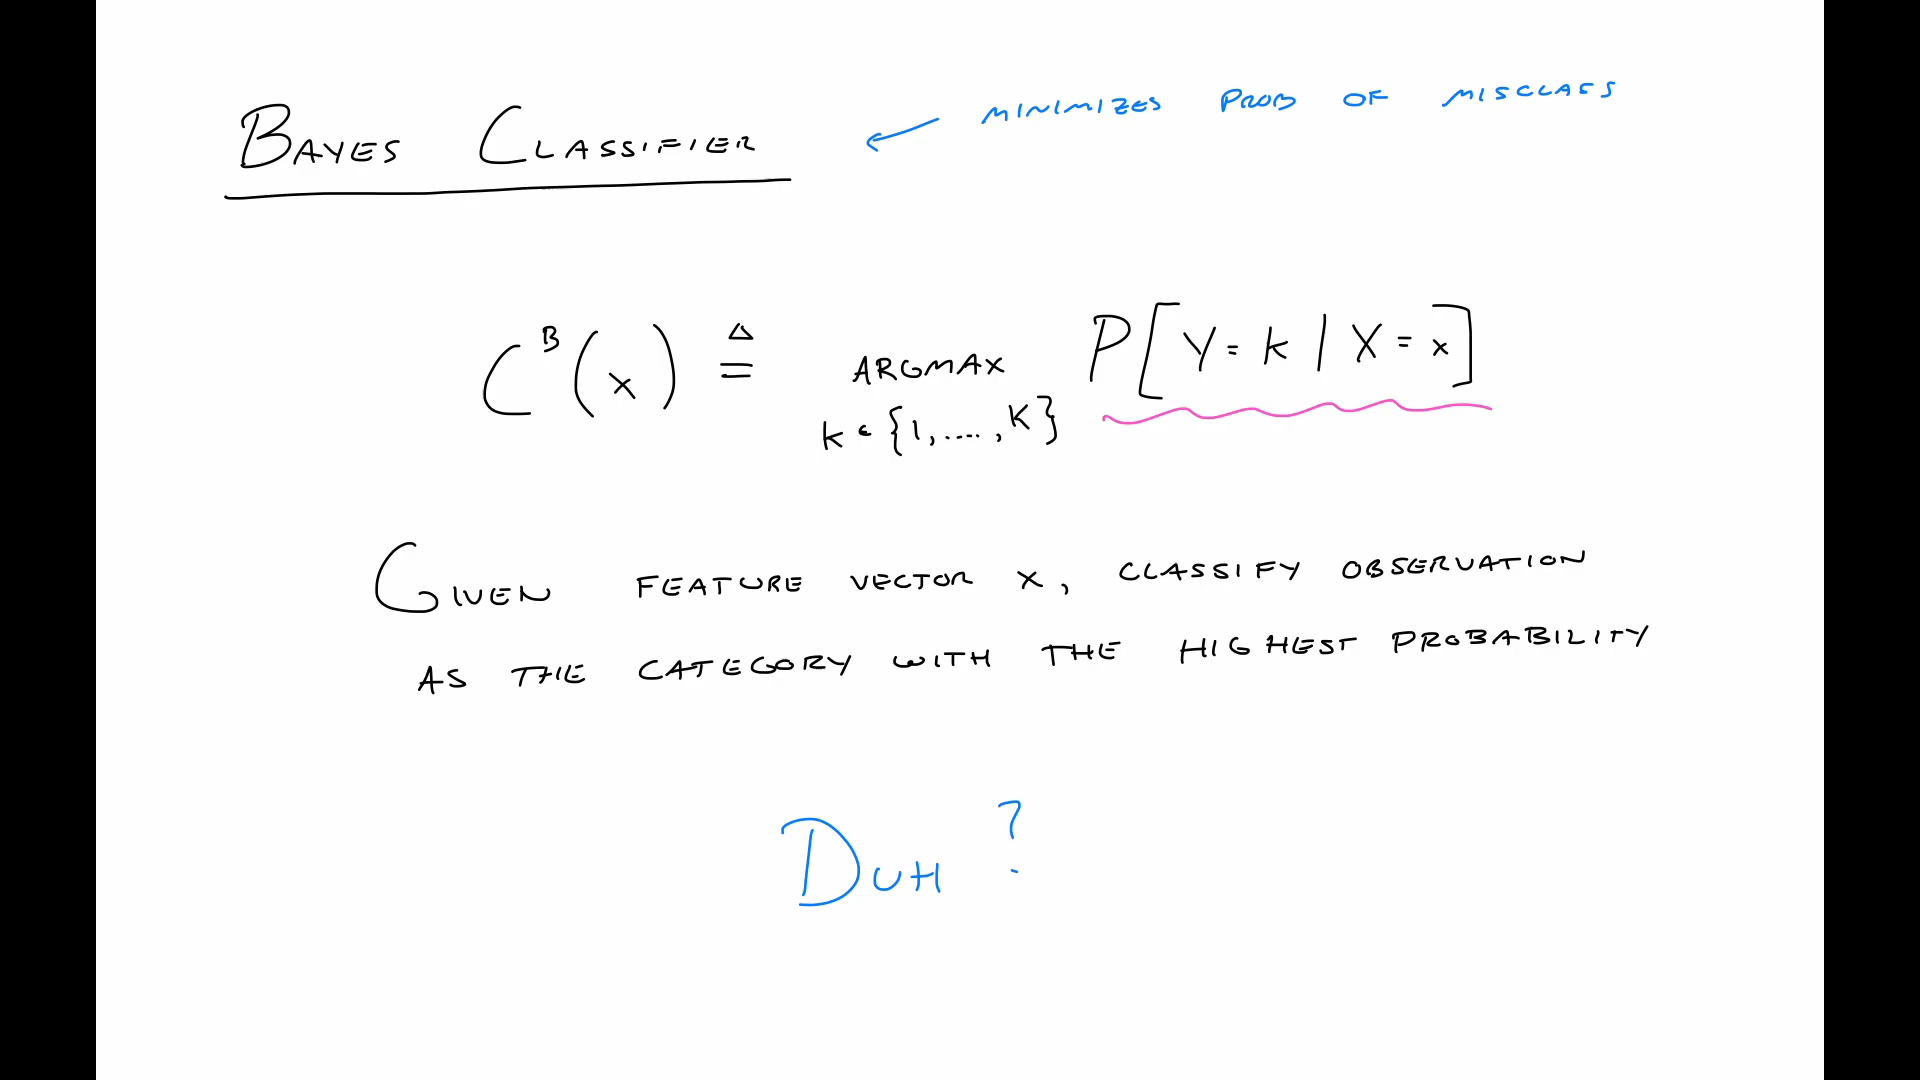 BAYES CLASSIFIER ← MINIMIZES PROB OF MISCLASS
C^B(x) ≜ ARGMAX P[Y = k | X = x]
k ∈ {1, ...., K}
GIVEN FEATURE VECTOR x, CLASSIFY OBSERVATION
AS THE CATEGORY WITH THE HIGHEST PROBABILITY
DUH ?